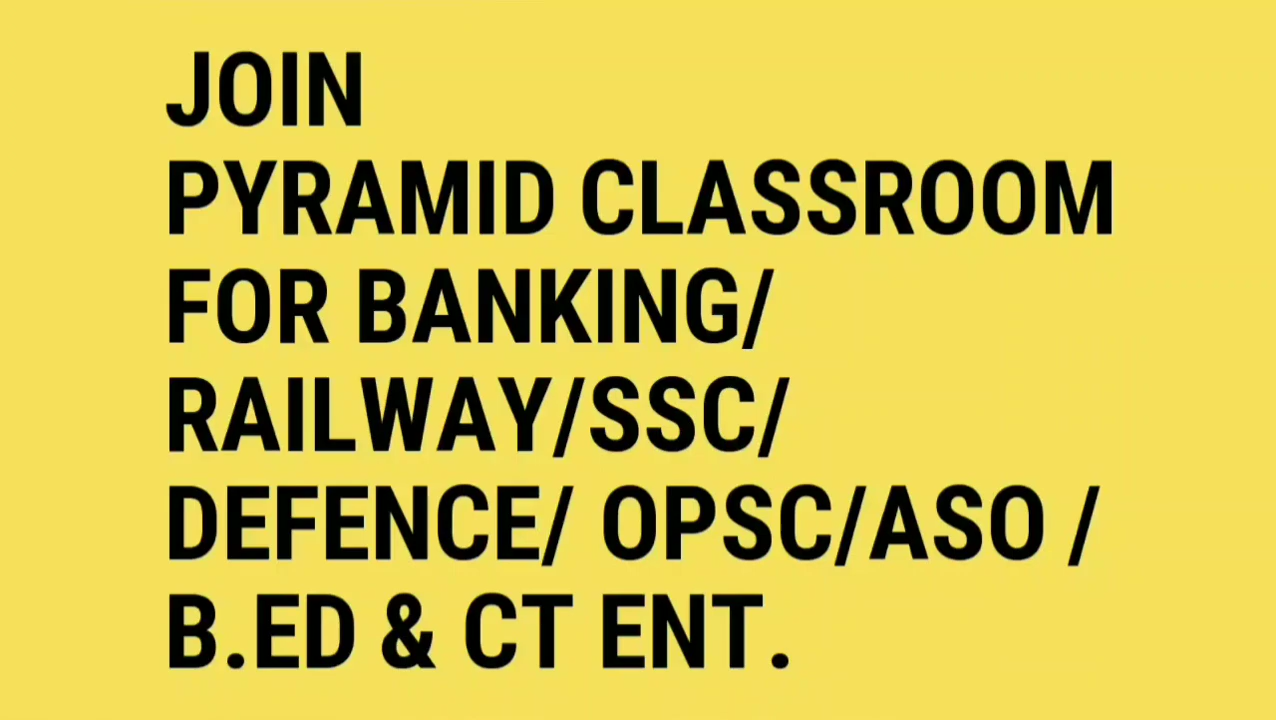 JOIN
PYRAMID CLASSROOM
FOR BANKING/
RAILWAY/SSC/
DEFENCE/ OPSC/ASO /
B.ED & CT ENT.